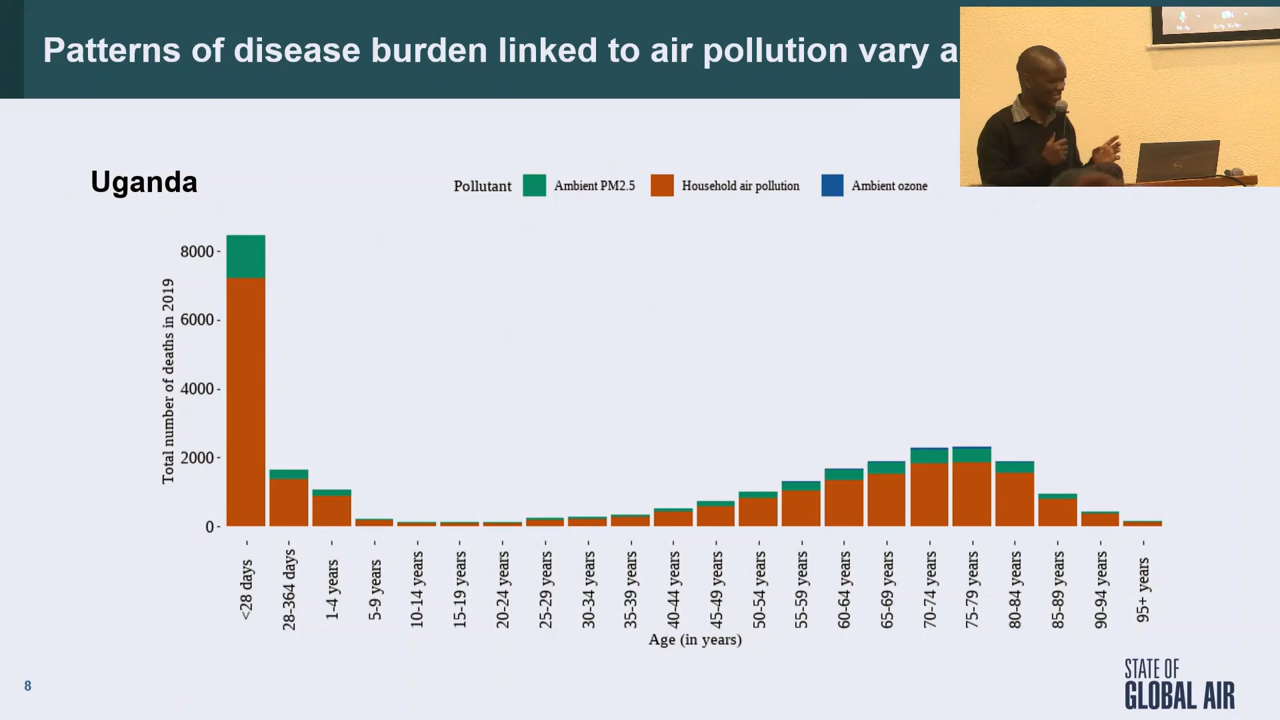 Patterns of disease burden linked to air pollution vary a
Uganda
Pollutant Ambient PM2.5 Household air pollution Ambient ozone
Total number of deaths in 2019
8000
6000
4000
2000
0
<28 days
28-364 days
1-4 years
5-9 years
10-14 years
15-19 years
20-24 years
25-29 years
30-34 years
35-39 years
40-44 years
45-49 years
50-54 years
55-59 years
60-64 years
65-69 years
70-74 years
75-79 years
80-84 years
85-89 years
90-94 years
95+ years
Age (in years)
8
STATE OF
GLOBAL AIR